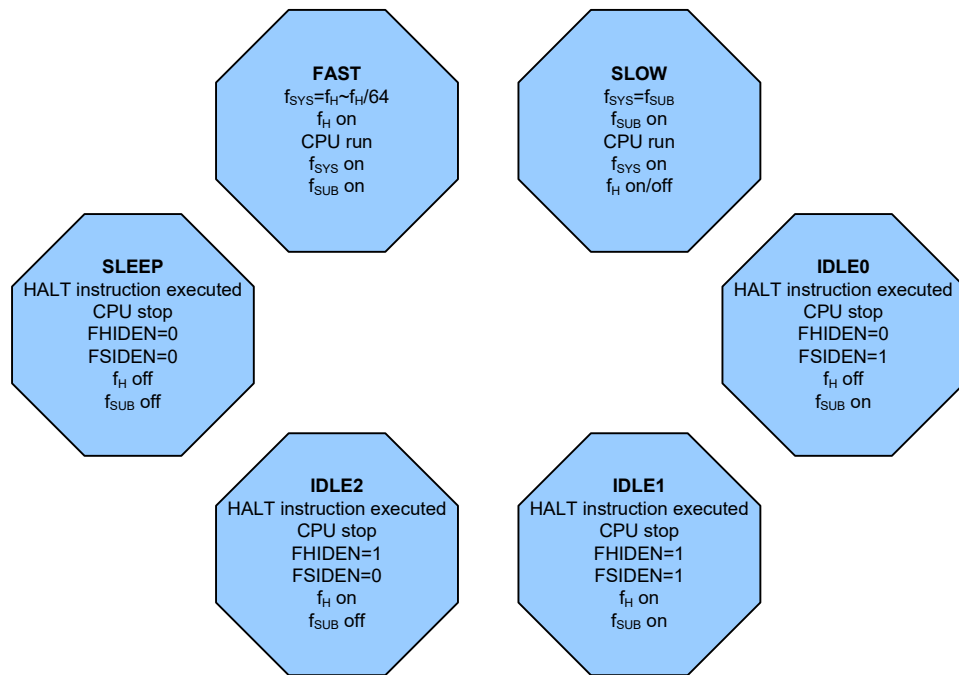 FAST
fSYS=fH~fH/64
fH on
CPU run
fSYS on
fSUB on
SLOW
fSYS=fSUB
fSUB on
CPU run
fSYS on
fH on/off
SLEEP
HALT instruction executed
CPU stop
FHIDEN=0
FSIDEN=0
fH off
fSUB off
IDLE0
HALT instruction executed
CPU stop
FHIDEN=0
FSIDEN=1
fH off
fSUB on
IDLE2
HALT instruction executed
CPU stop
FHIDEN=1
FSIDEN=0
fH on
fSUB off
IDLE1
HALT instruction executed
CPU stop
FHIDEN=1
FSIDEN=1
fH on
fSUB on